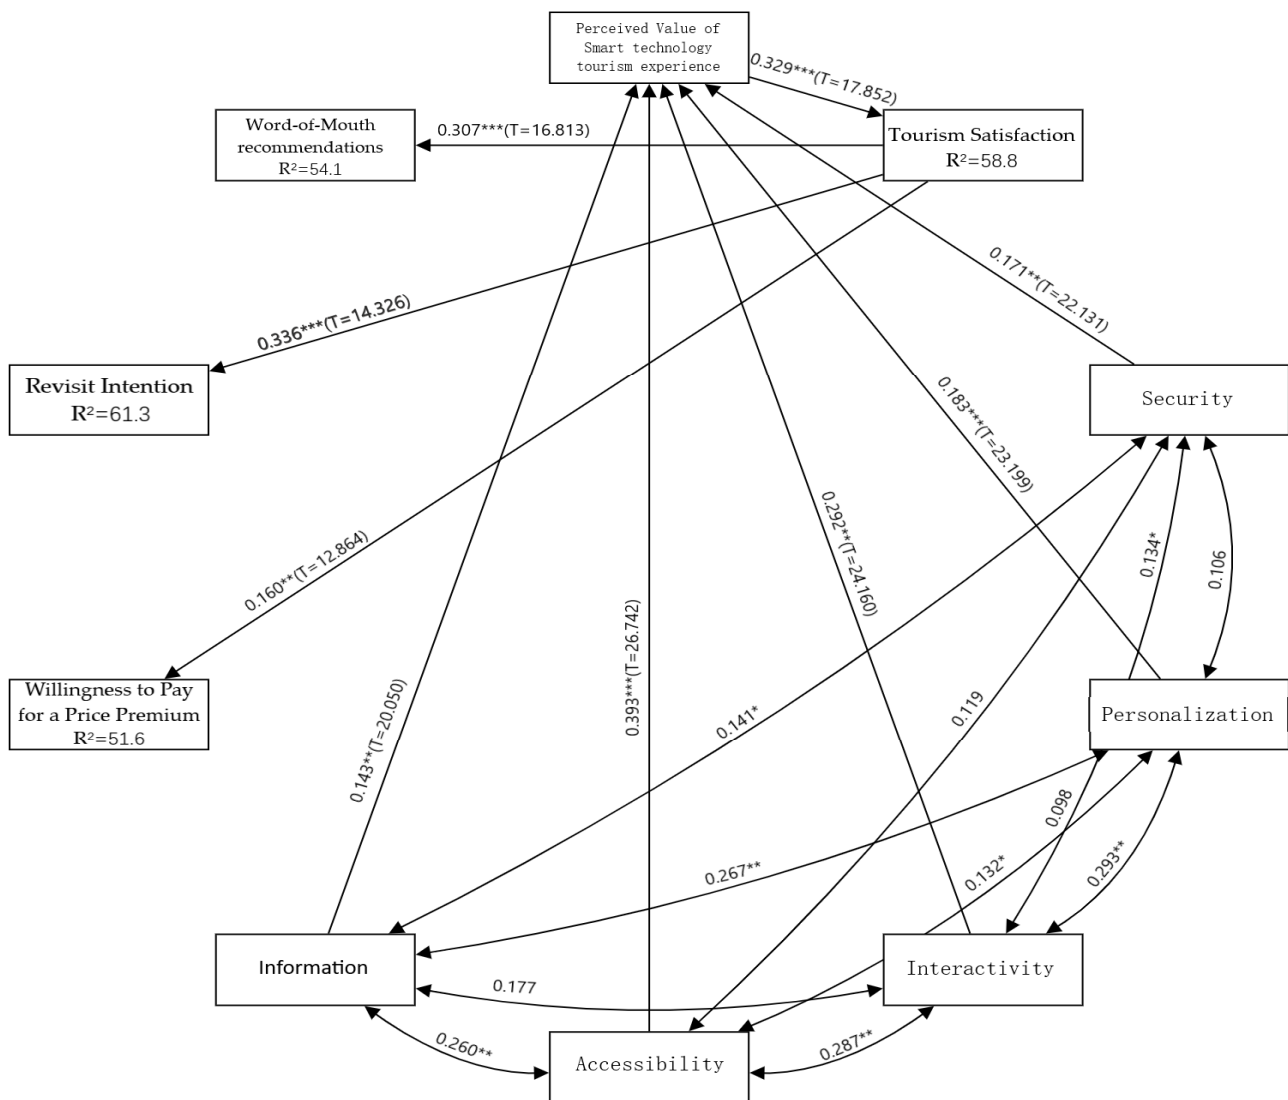 Perceived Value of
Smart technology
tourism experience
0.329***(T=17.852)
Word-of-Mouth
recommendations
R²=54.1
0.307***(T=16.813)
Tourism Satisfaction
R²=58.8
0.171**(T=22.131)
0.336***(T=14.326)
Revisit Intention
R²=61.3
Security
0.183***(T=23.199)
0.292**(T=24.160)
0.160**(T=12.864)
0.134*
0.106
0.393***(T=26.742)
Willingness to Pay
for a Price Premium
R²=51.6
0.143**(T=20.050)
0.141*
0.119
Personalization
0.098
0.267**
0.132*
0.293**
Information
0.177
Interactivity
0.260**
Accessibility
0.287**